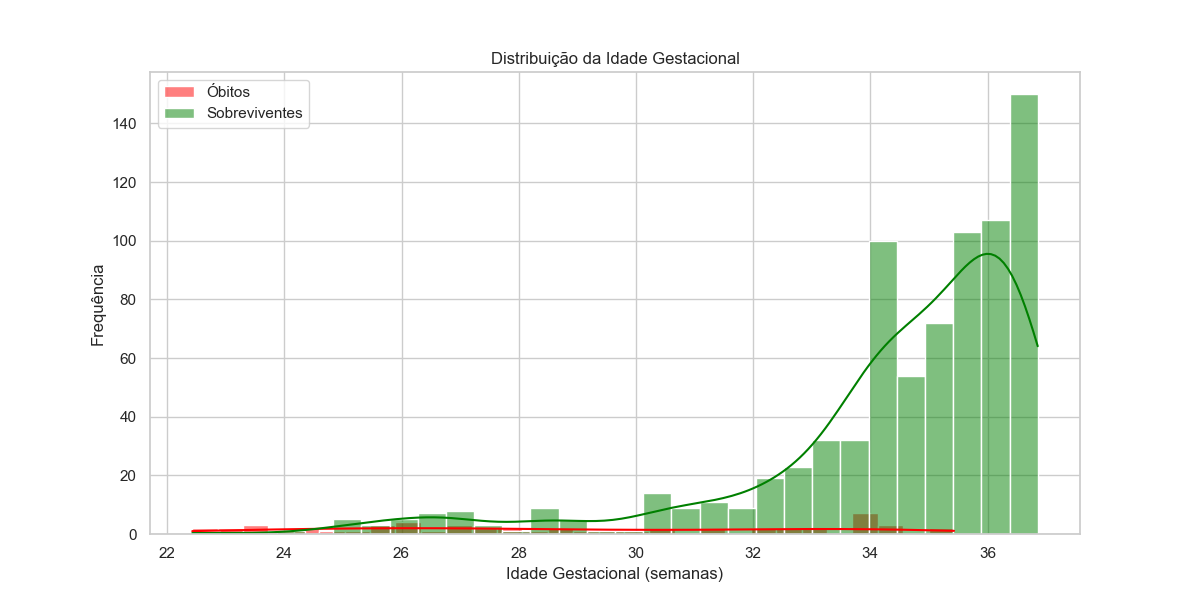 Distribuição da Idade Gestacional
Óbitos
Sobreviventes
Frequência
140
120
100
80
60
40
20
0
22 24 26 28 30 32 34 36
Idade Gestacional (semanas)